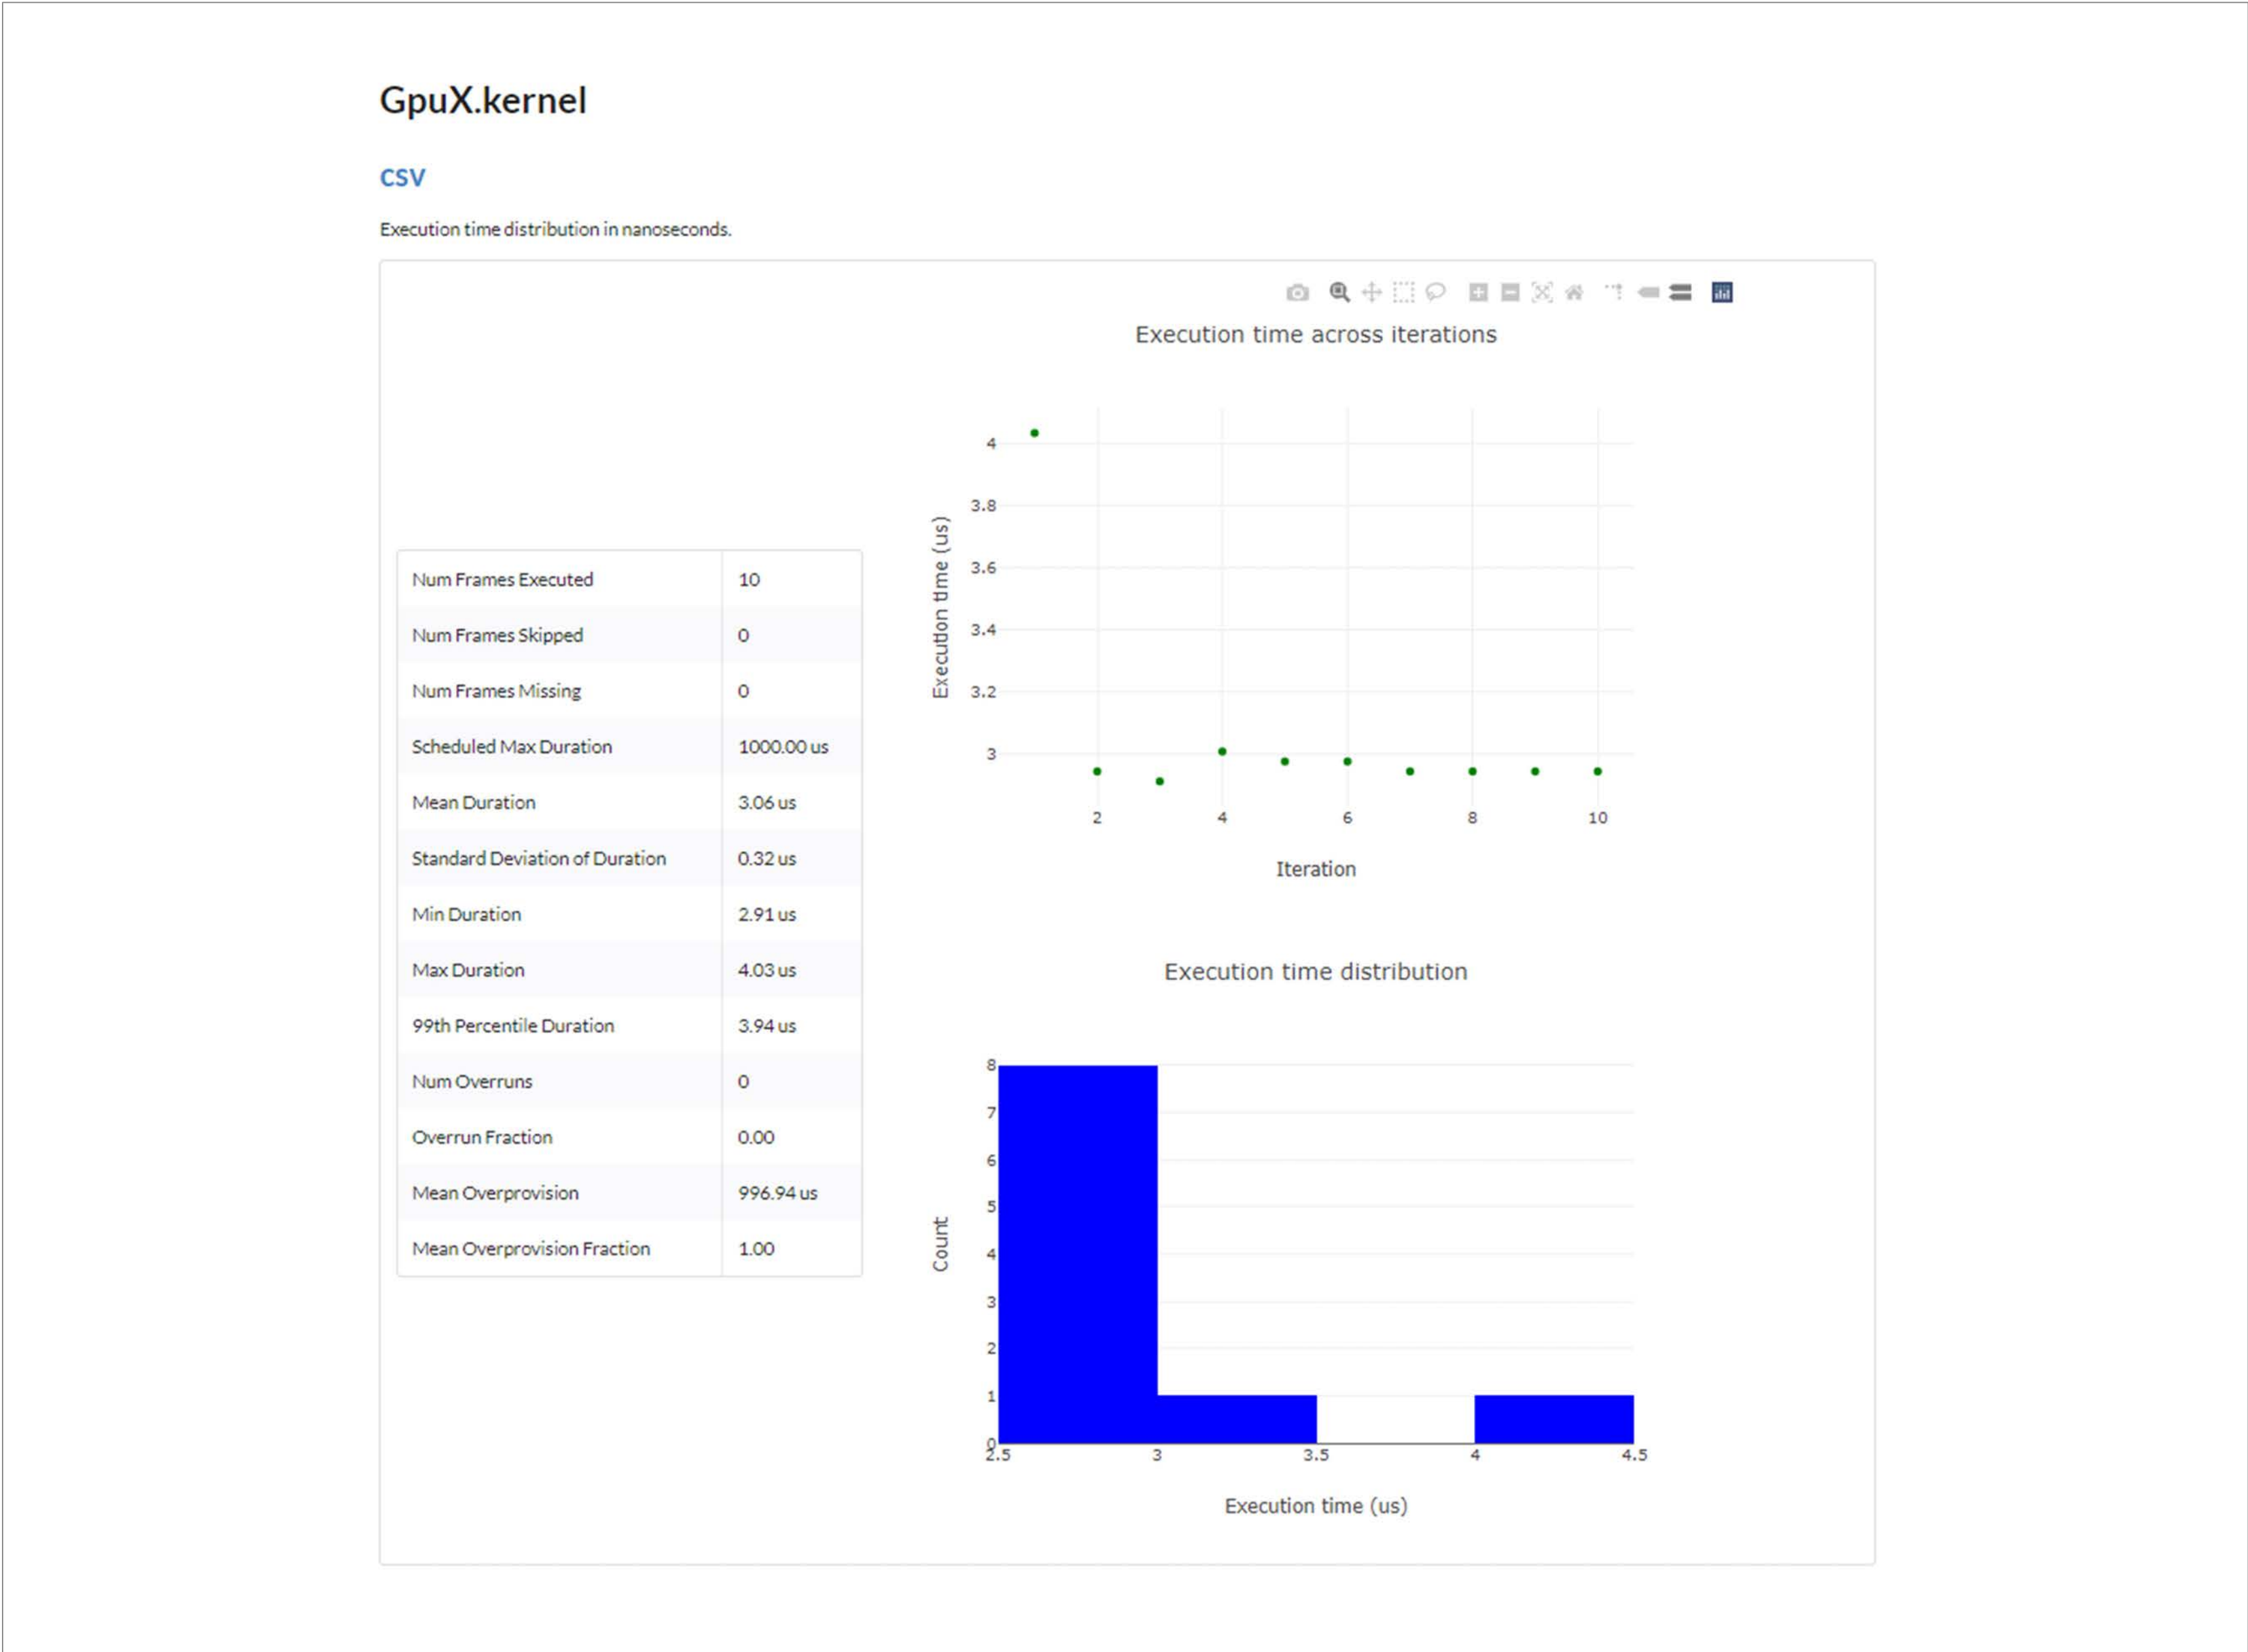 GpuX.kernel
CSV
Execution time distribution in nanoseconds.
Num Frames Executed 10
Num Frames Skipped 0
Num Frames Missing 0
Scheduled Max Duration 1000.00 us
Mean Duration 3.06 us
Standard Deviation of Duration 0.32 us
Min Duration 2.91 us
Max Duration 4.03 us
99th Percentile Duration 3.94 us
Num Overruns 0
Overrun Fraction 0.00
Mean Overprovision 996.94 us
Mean Overprovision Fraction 1.00
Execution time across iterations
Execution time (us)
4
3.8
3.6
3.4
3.2
3
2 4 6 8 10
Iteration
Execution time distribution
Count
8
7
6
5
4
3
2
1
0
2.5 3 3.5 4 4.5
Execution time (us)